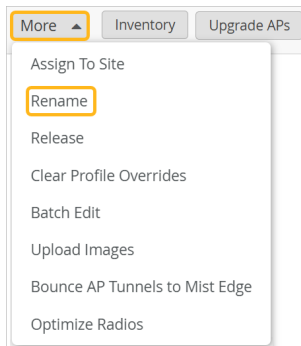 More Inventory Upgrade APs
Assign To Site
Rename
Release
Clear Profile Overrides
Batch Edit
Upload Images
Bounce AP Tunnels to Mist Edge
Optimize Radios